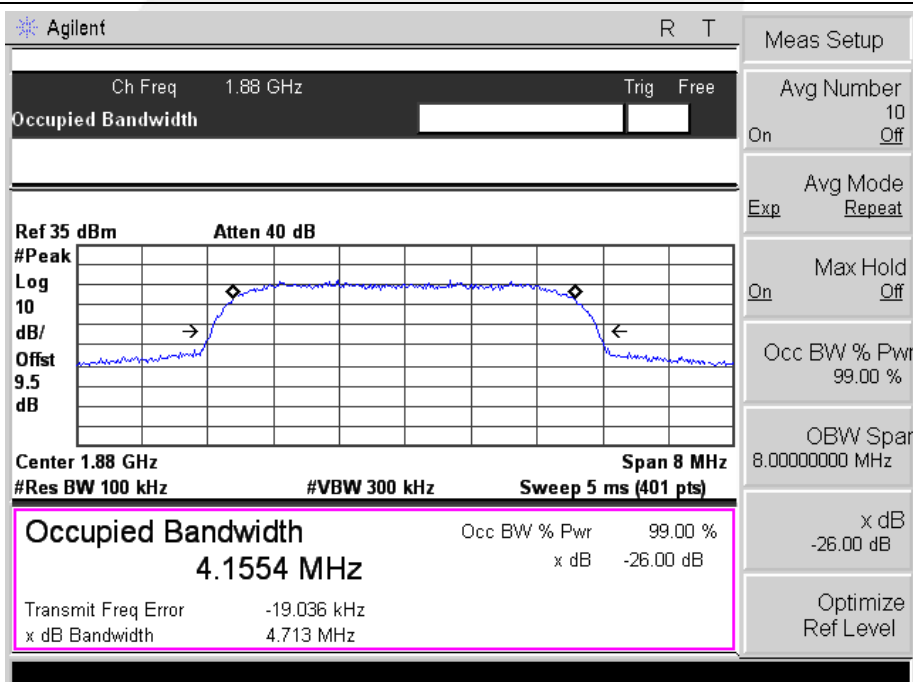 Agilent R T
Ch Freq 1.88 GHz Trig Free
Occupied Bandwidth
Ref 35 dBm Atten 40 dB
#Peak
Log
10
dB/
Offst
9.5
dB
Center 1.88 GHz Span 8 MHz
#Res BW 100 kHz #VBW 300 kHz Sweep 5 ms (401 pts)
Occupied Bandwidth Occ BW % Pwr 99.00 %
4.1554 MHz x dB -26.00 dB
Transmit Freq Error -19.036 kHz
x dB Bandwidth 4.713 MHz
Meas Setup
Avg Number
10
On Off
Avg Mode
Exp Repeat
Max Hold
On Off
Occ BW % Pwr
99.00 %
OBW Span
8.00000000 MHz
x dB
-26.00 dB
Optimize
Ref Level